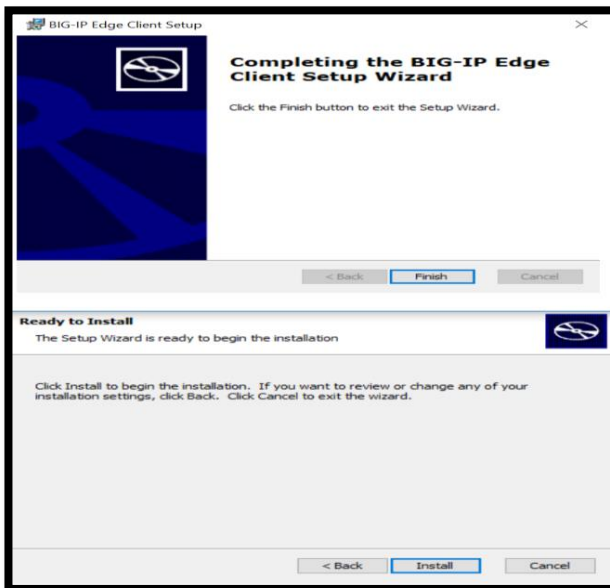 BIG-IP Edge Client Setup
Completing the BIG-IP Edge
Client Setup Wizard
Click the Finish button to exit the Setup Wizard.
< Back Finish Cancel
Ready to Install
The Setup Wizard is ready to begin the installation
Click Install to begin the installation. If you want to review or change any of your
installation settings, click Back. Click Cancel to exit the wizard.
< Back Install Cancel